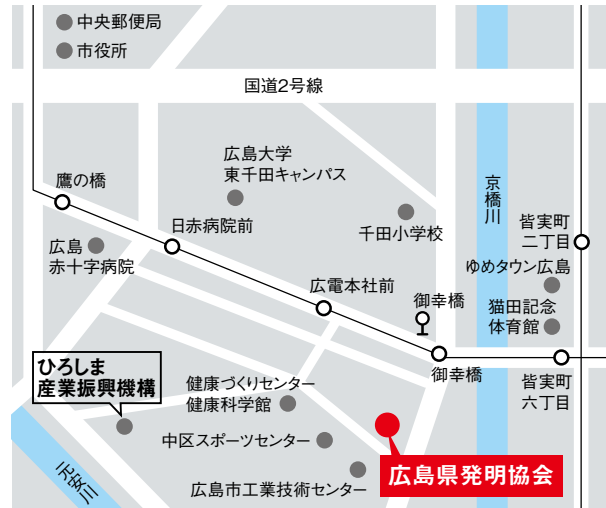 中央郵便局
市役所
国道2号線
広島大学
東千田キャンパス
鷹の橋
日赤病院前
千田小学校
京橋川
皆実町
二丁目
広島
赤十字病院
ゆめタウン広島
広電本社前
御幸橋
猫田記念
体育館
御幸橋
皆実町
六丁目
ひろしま
産業振興機構
健康づくりセンター
健康科学館
中区スポーツセンター
広島県発明協会
元安川
広島市工業技術センター